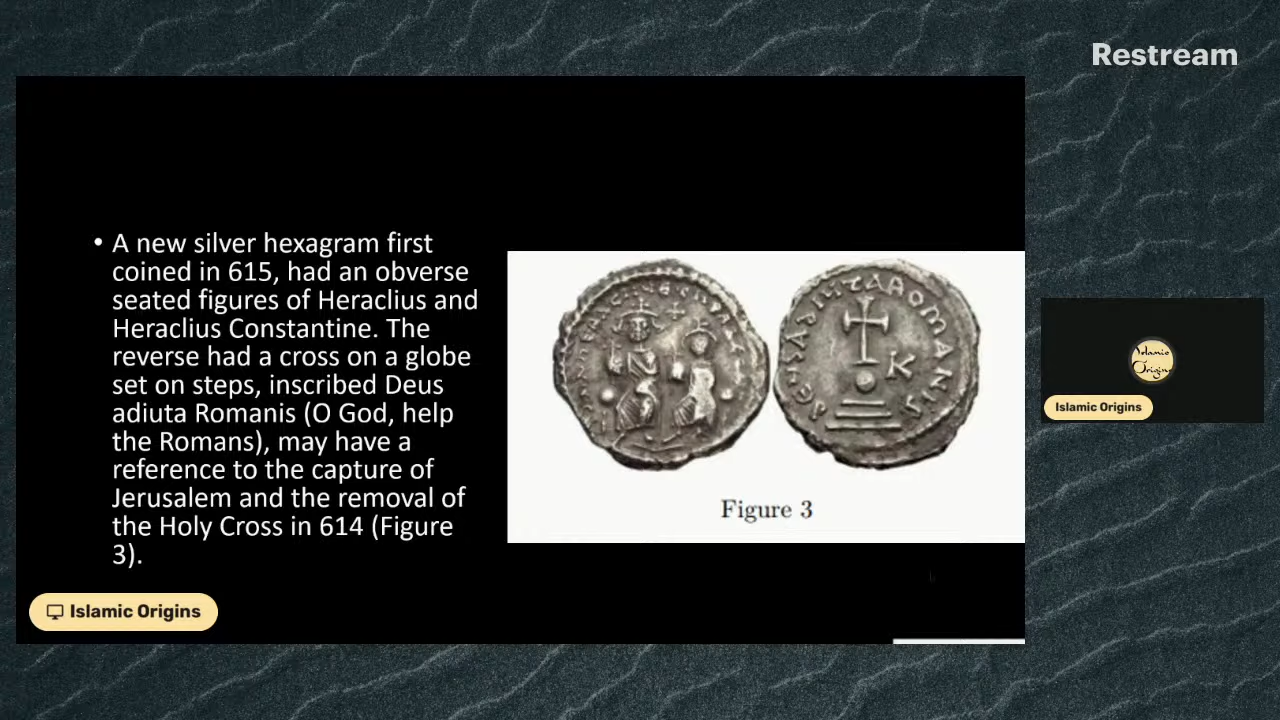 Restream
• A new silver hexagram first
coined in 615, had an obverse
seated figures of Heraclius and
Heraclius Constantine. The
reverse had a cross on a globe
set on steps, inscribed Deus
adiuta Romanis (O God, help
the Romans), may have a
reference to the capture of
Jerusalem and the removal of
the Holy Cross in 614 (Figure
3).
K
Figure 3
Islamic Origins
Islamic
Origins
Islamic Origins